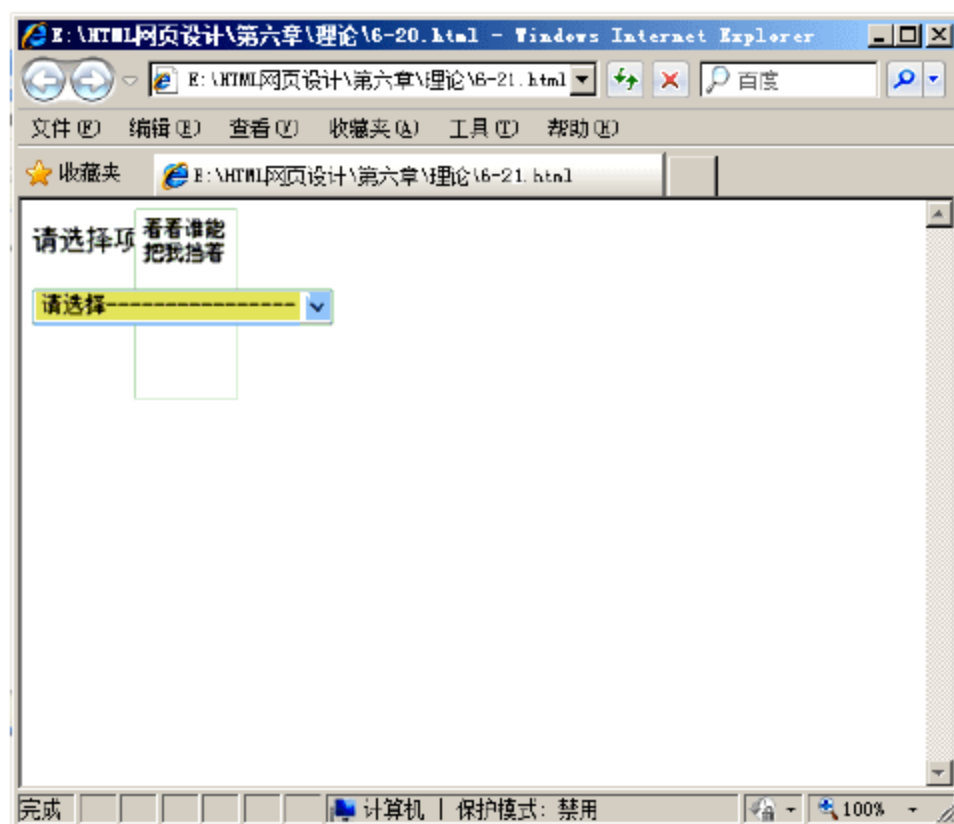 E:\HTML网页设计\第六章\理论\6-20.html - Windows Internet Explorer
E:\HTML网页设计\第六章\理论\6-21.html
百度
文件(F) 编辑(E) 查看(V) 收藏夹(A) 工具(T) 帮助(H)
收藏夹 E:\HTML网页设计\第六章\理论\6-21.html
请选择项
看看谁能
把我挡着
请选择----------------
完成 计算机 | 保护模式: 禁用 100%